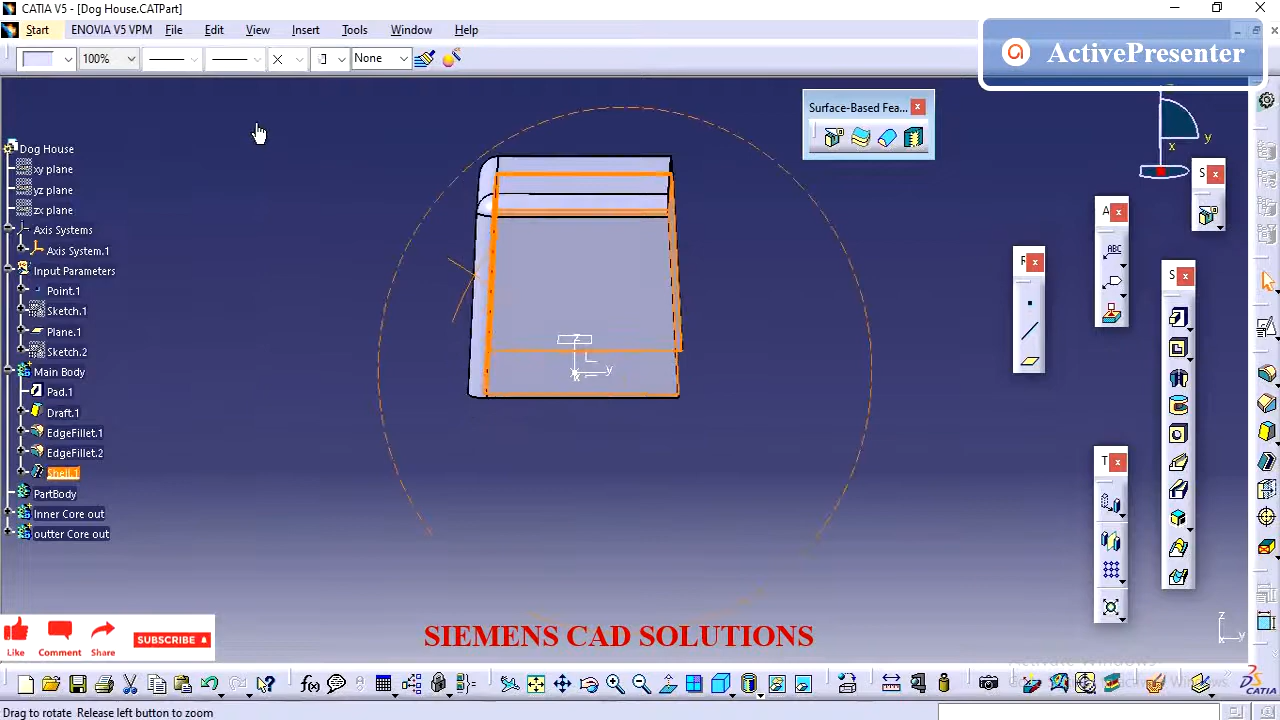 CATIA V5 - [Dog House.CATPart]
Start ENOVIA V5 VPM File Edit View Insert Tools Window Help
ActivePresenter
100% None
Surface-Based Fea...
Dog House
xy plane
yz plane
zx plane
Axis Systems
Axis System.1
Input Parameters
Point.1
Sketch.1
Plane.1
Sketch.2
Main Body
Pad.1
Draft.1
EdgeFillet.1
EdgeFillet.2
Shell.1
PartBody
Inner Core out
outter Core out
y
x
S
A
ABC
R
S
T
z
y
x
Like Comment Share SUBSCRIBE
SIEMENS CAD SOLUTIONS
z
y
x
Activate Windows
CATIA
Drag to rotate Release left button to zoom